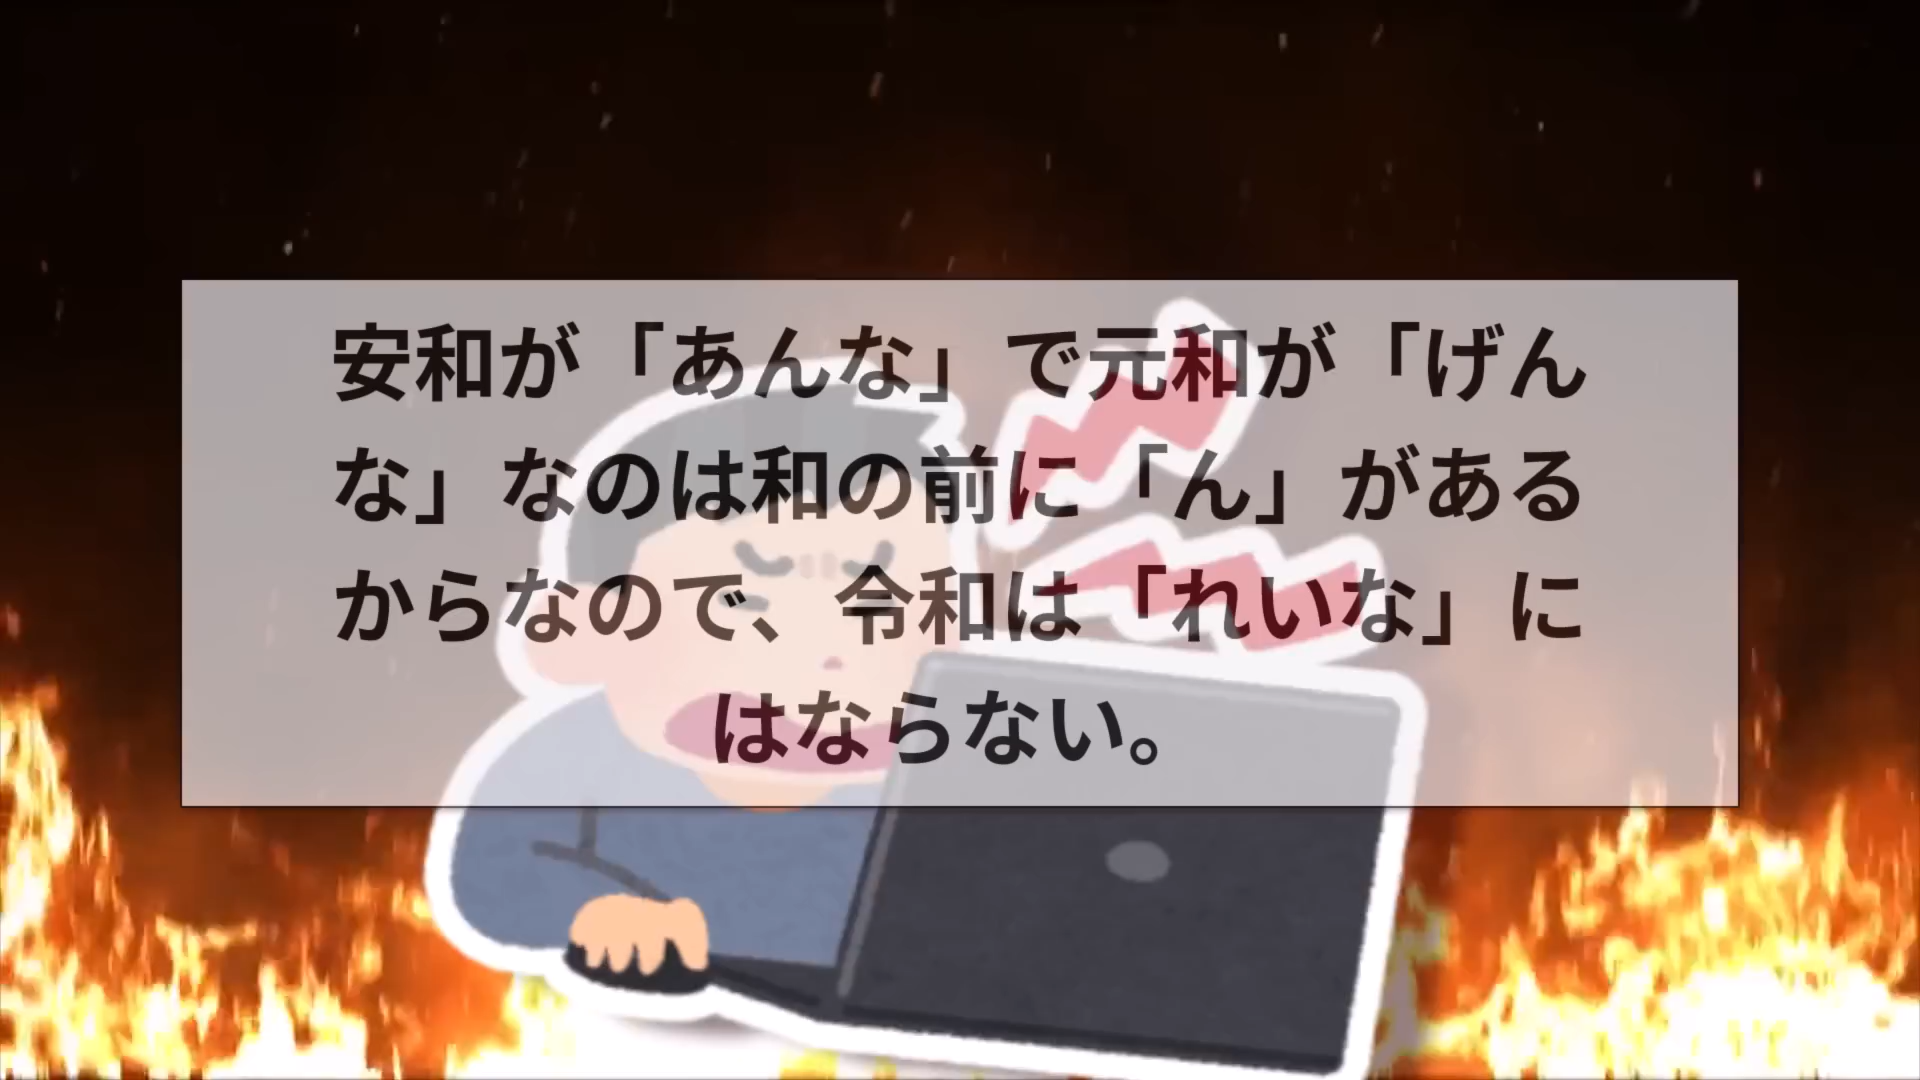 安和が「あんな」で元和が「げん
な」なのは和の前に「ん」がある
からなので、令和は「れいな」に
はならない。